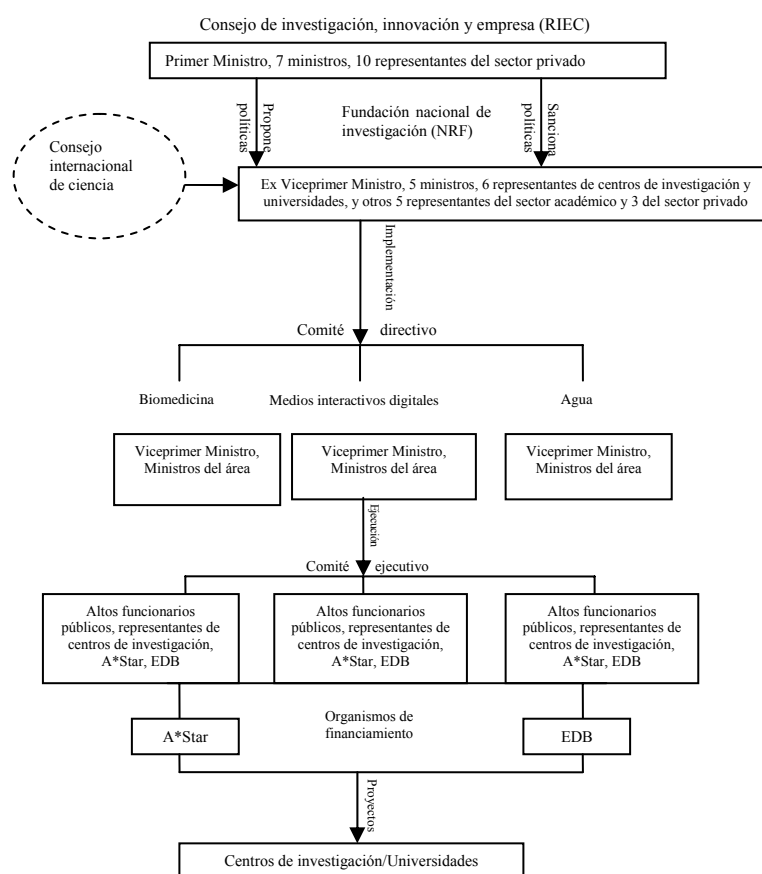 Consejo de investigación, innovación y empresa (RIEC)
Primer Ministro, 7 ministros, 10 representantes del sector privado
Propone
políticas
Fundación nacional de
investigación (NRF)
Sanciona
políticas
Consejo
internacional
de ciencia
Ex Viceprimer Ministro, 5 ministros, 6 representantes de centros de investigación y
universidades, y otros 5 representantes del sector académico y 3 del sector privado
Implementación
Comité directivo
Biomedicina
Medios interactivos digitales
Agua
Viceprimer Ministro,
Ministros del área
Viceprimer Ministro,
Ministros del área
Viceprimer Ministro,
Ministros del área
Ejecución
Comité ejecutivo
Altos funcionarios
públicos, representantes de
centros de investigación,
A*Star, EDB
Altos funcionarios
públicos, representantes de
centros de investigación,
A*Star, EDB
Altos funcionarios
públicos, representantes de
centros de investigación,
A*Star, EDB
A*Star
Organismos de
financiamiento
EDB
Proyectos
Centros de investigación/Universidades